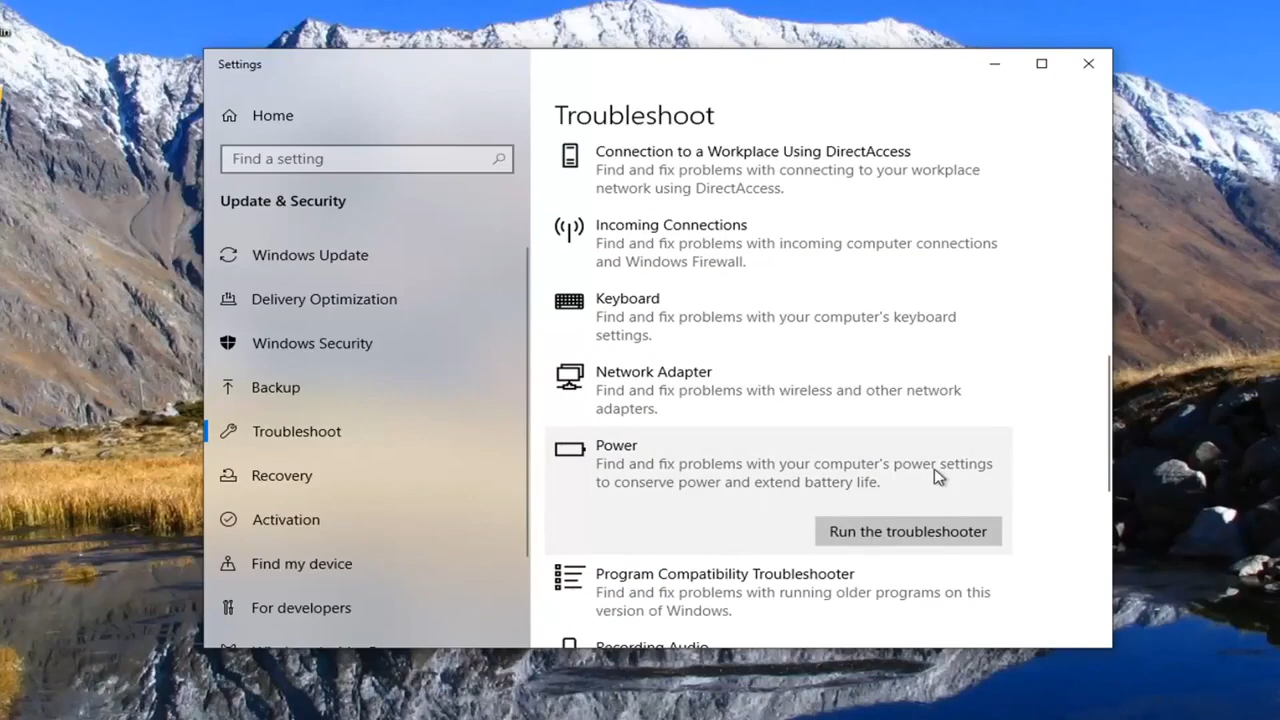 Settings
Home
Find a setting
Update & Security
Windows Update
Delivery Optimization
Windows Security
Backup
Troubleshoot
Recovery
Activation
Find my device
For developers
Troubleshoot
Connection to a Workplace Using DirectAccess
Find and fix problems with connecting to your workplace
network using DirectAccess.
Incoming Connections
Find and fix problems with incoming computer connections
and Windows Firewall.
Keyboard
Find and fix problems with your computer's keyboard
settings.
Network Adapter
Find and fix problems with wireless and other network
adapters.
Power
Find and fix problems with your computer's power settings
to conserve power and extend battery life.
Run the troubleshooter
Program Compatibility Troubleshooter
Find and fix problems with running older programs on this
version of Windows.
Recording Audio